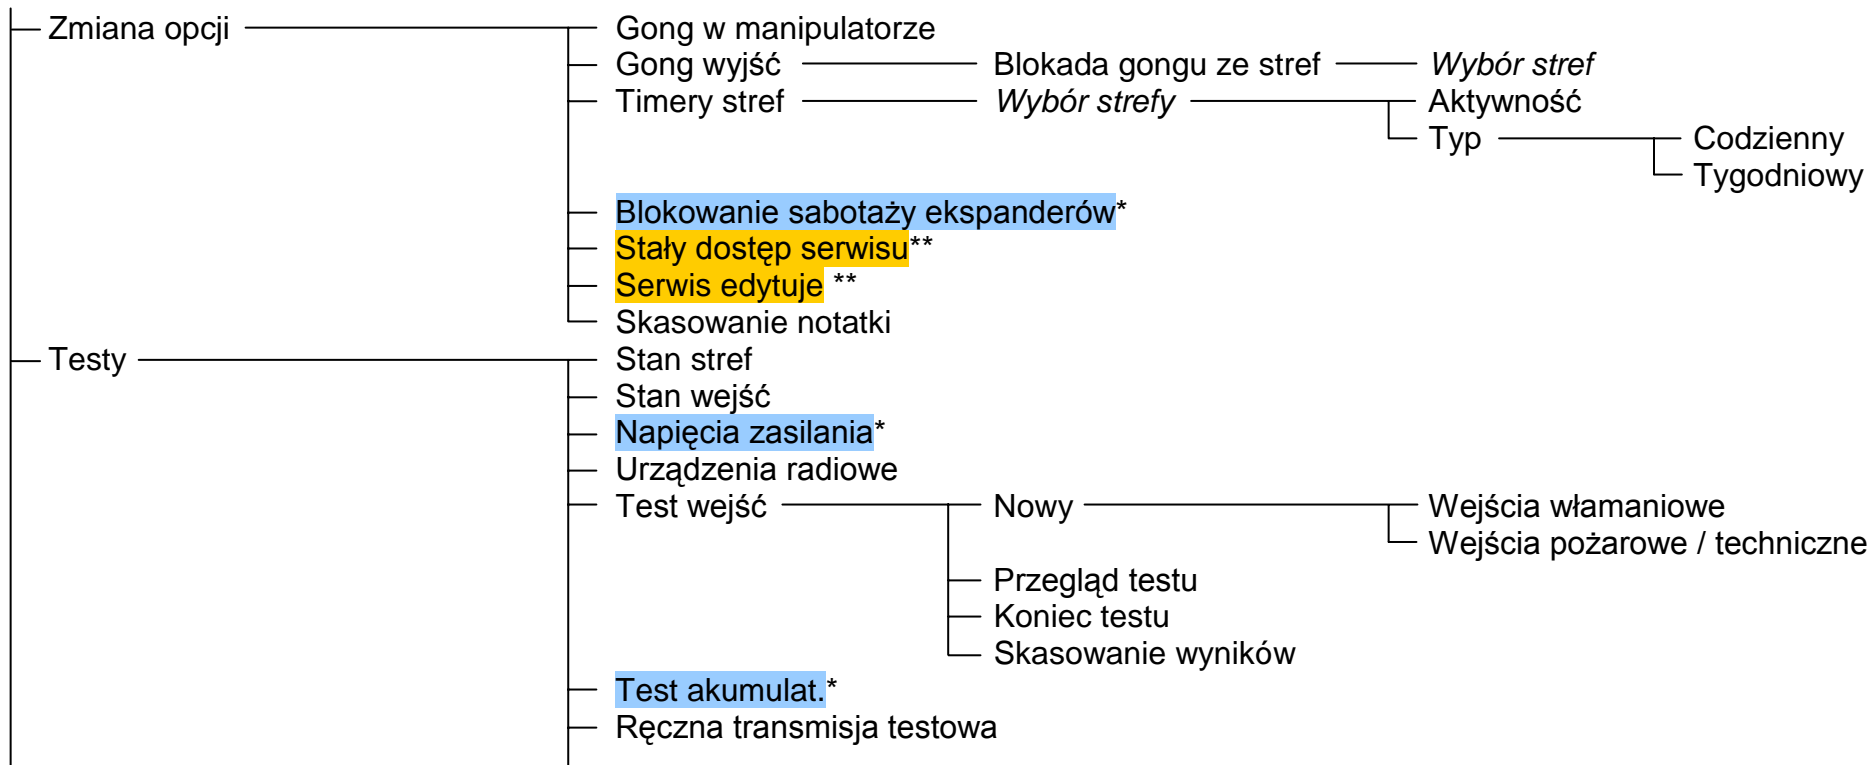 Zmiana opcji Gong w manipulatorze
Gong wyjść Blokada gongu ze stref Wybór stref
Timery stref Wybór strefy Aktywność
Typ Codzienny
Tygodniowy
Blokowanie sabotaży ekspanderów*
Stały dostęp serwisu**
Serwis edytuje **
Skasowanie notatki
Testy Stan stref
Stan wejść
Napięcia zasilania*
Urządzenia radiowe
Test wejść Nowy Wejścia włamaniowe
Wejścia pożarowe / techniczne
Przegląd testu
Koniec testu
Skasowanie wyników
Test akumulat.*
Ręczna transmisja testowa